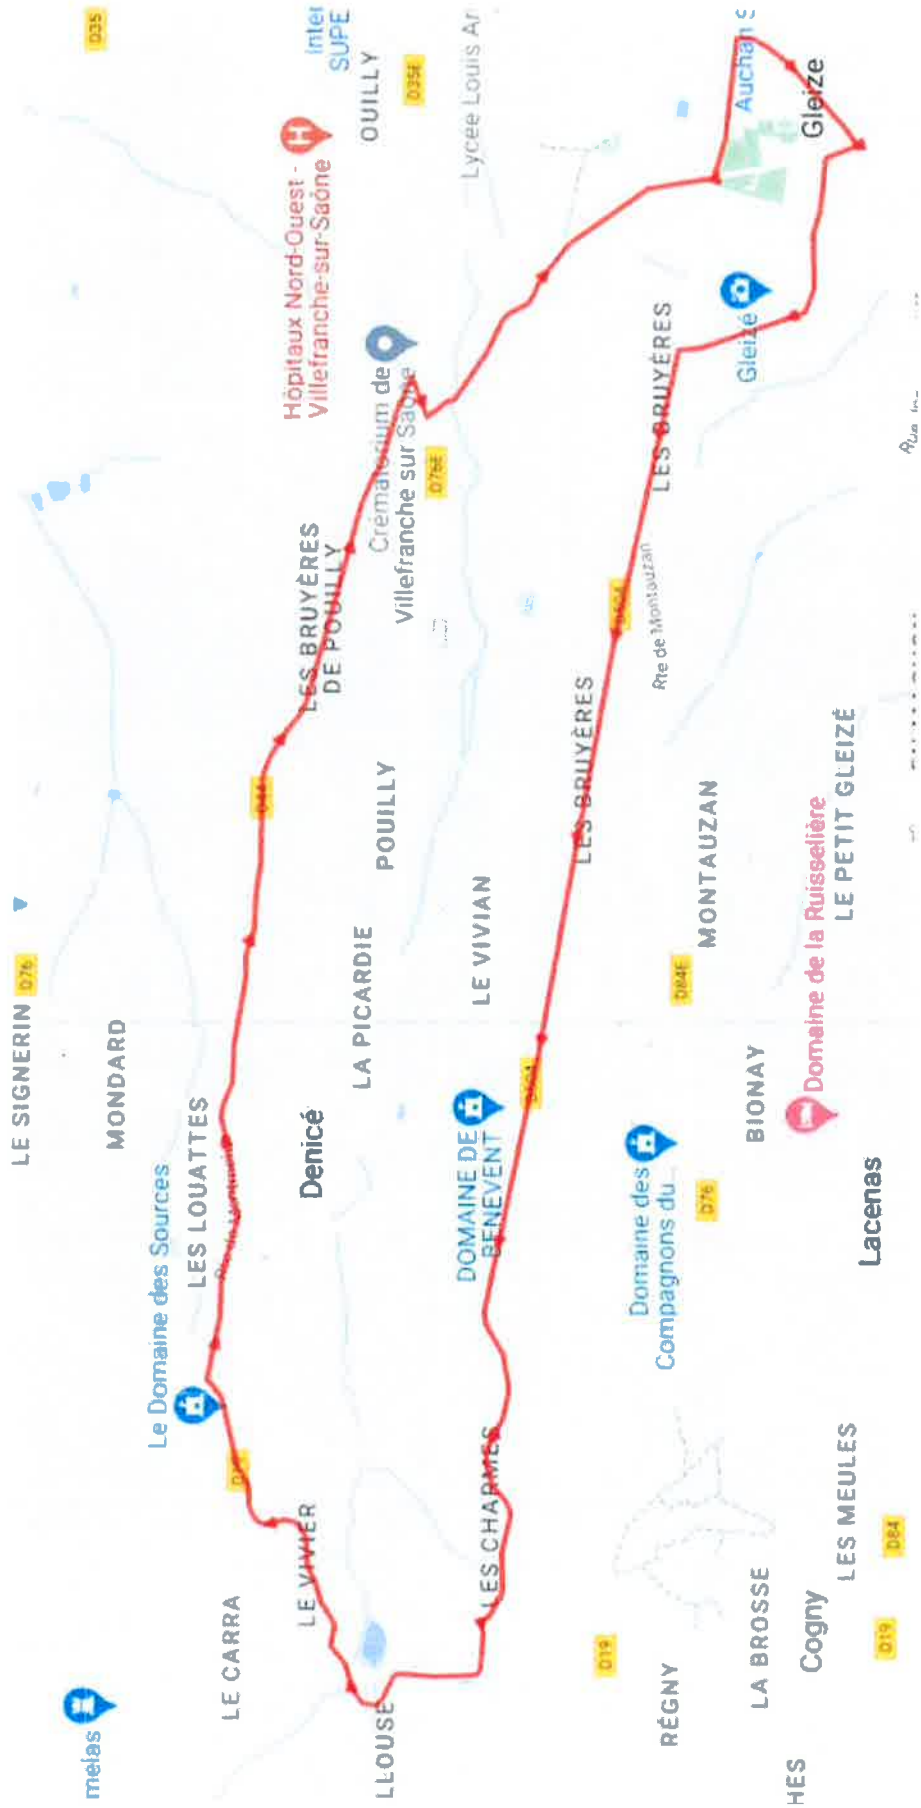 D35
Inter
SUPE
OUILLY
D35E
Lycée Louis Ar
Auchan s
Gleize
Hôpitaux Nord-Ouest -
Villefranche-sur-Saône
Crématorium de
Villefranche sur Saône
D76E
LES BRUYÈRES
Gleizé
LES BRUYÈRES
DE POUILLY
Rte de Montauzan
D44
POUILLY
LES BRUYÈRES
LE VIVIAN
MONTAUZAN
LE PETIT GLEIZÉ
Domaine de la Ruisselière
D84E
LE SIGNERIN
D76
MONDARD
LA PICARDIE
LES LOUATTES
Denicé
DOMAINE DE
BENEVENT
BIONAY
Le Domaine des Sources
Domaine des
Compagnons du...
D76
Lacenas
LE VIVIER
LES CHARMES
LES MEULES
D84
LE CARRA
D19
RÉGNY
LA BROSSE
Cogny
D19
melas
LLOUSE
HES